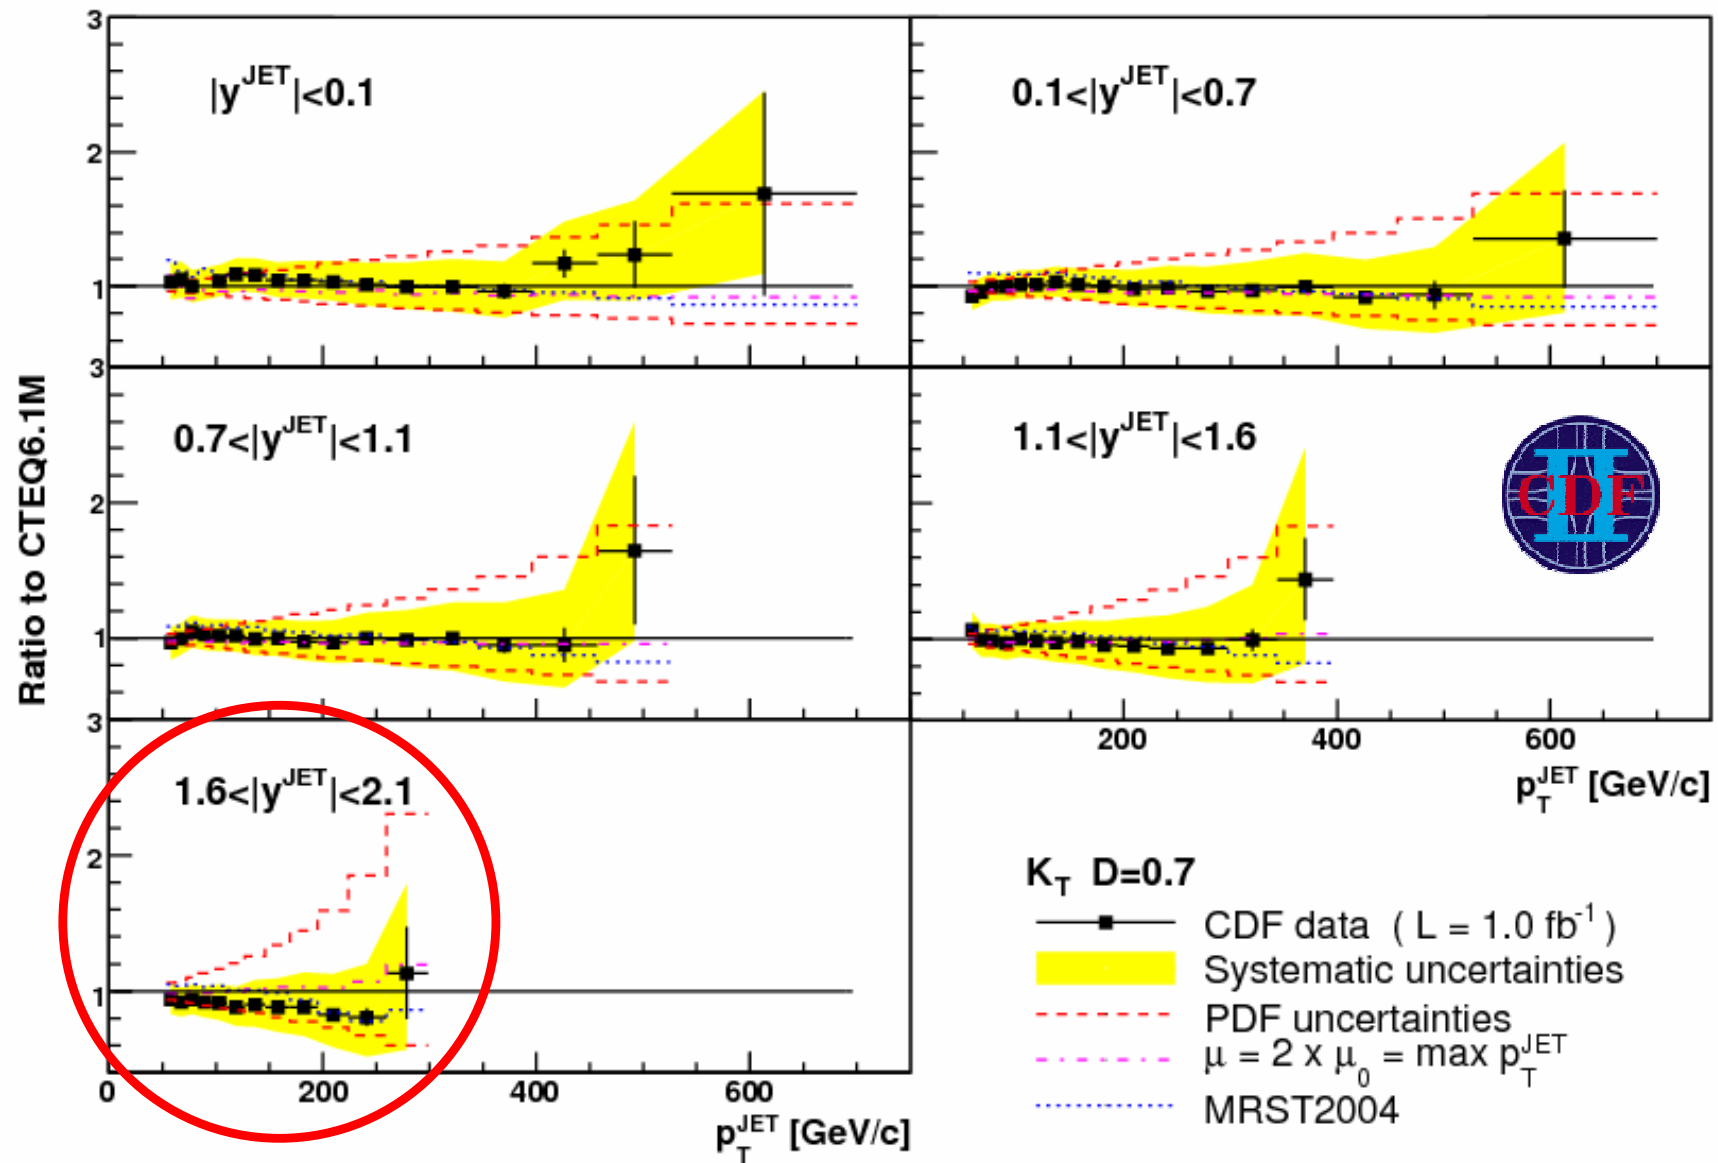 3
|y^JET|<0.1
0.1<|y^JET|<0.7
2
1
Ratio to CTEQ6.1M
3
0.7<|y^JET|<1.1
1.1<|y^JET|<1.6
CDF
II
2
1
3
200 400 600
p_T^JET [GeV/c]
1.6<|y^JET|<2.1
2
1
0 200 400 600
p_T^JET [GeV/c]
K_T D=0.7
CDF data ( L = 1.0 fb^-1 )
Systematic uncertainties
PDF uncertainties
μ = 2 x μ_0 = max p_T^JET
MRST2004